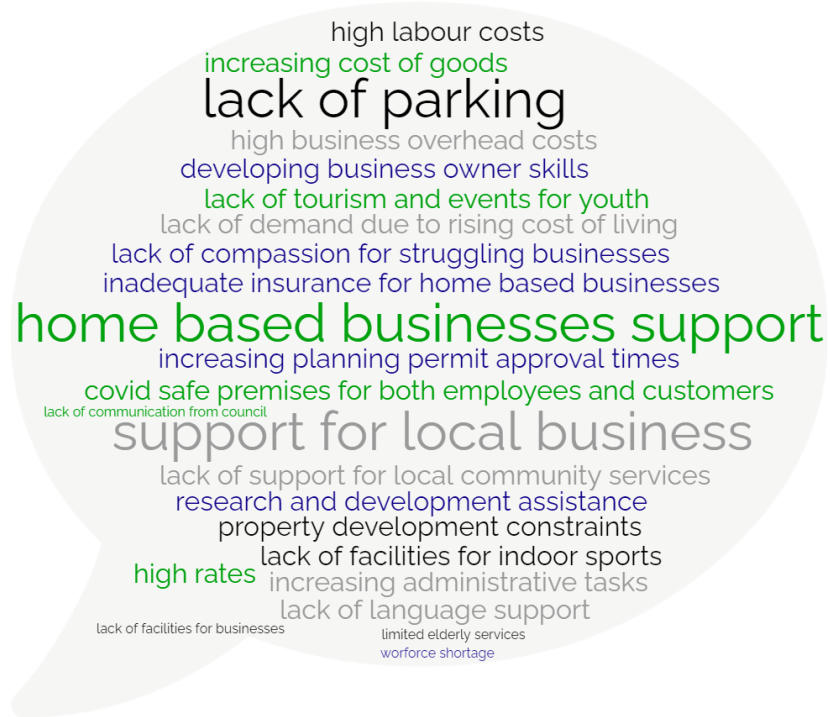 high labour costs
increasing cost of goods
lack of parking
high business overhead costs
developing business owner skills
lack of tourism and events for youth
lack of demand due to rising cost of living
lack of compassion for struggling businesses
inadequate insurance for home based businesses
home based businesses support
increasing planning permit approval times
covid safe premises for both employees and customers
lack of communication from council
support for local business
lack of support for local community services
research and development assistance
property development constraints
lack of facilities for indoor sports
high rates
increasing administrative tasks
lack of language support
lack of facilities for businesses
limited elderly services
worforce shortage